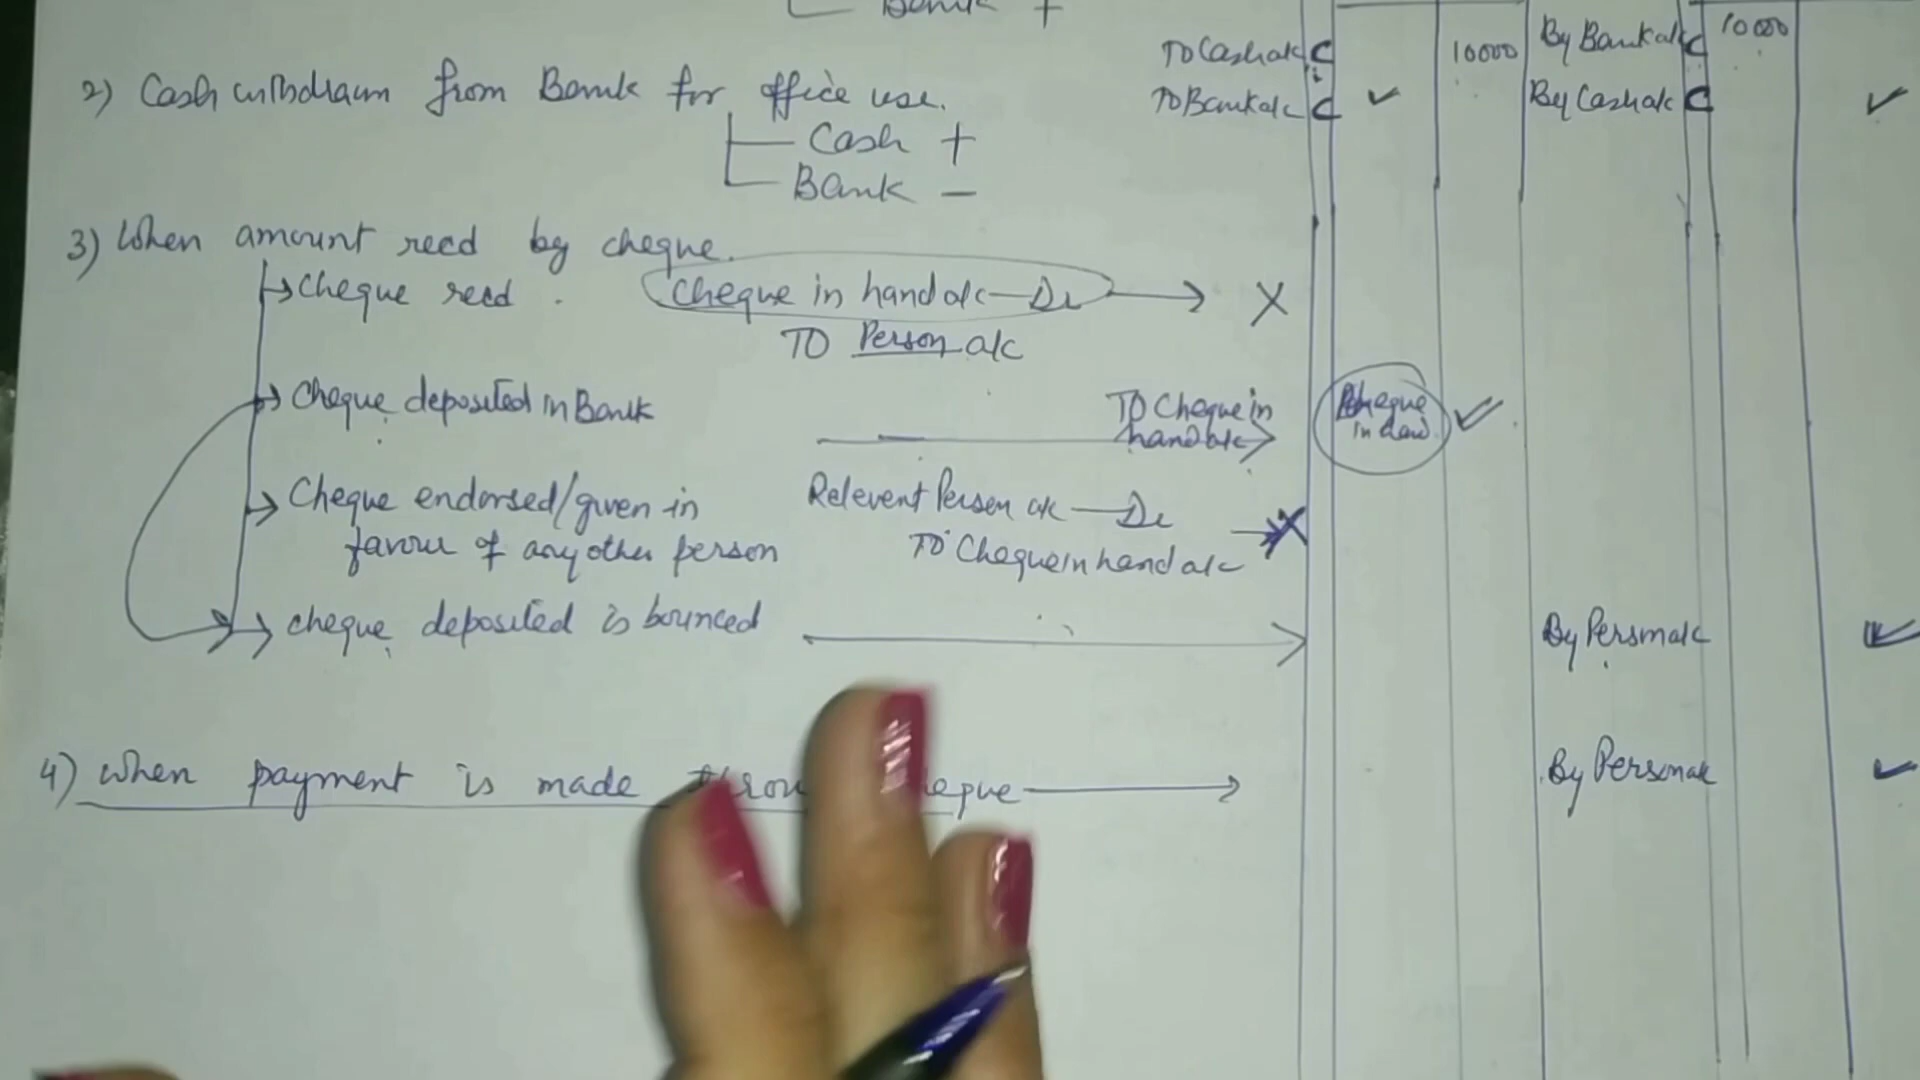 Bank +
To Cash a/c C 10000 By Bank a/c C 10000
2) Cash withdrawn from Bank for office use.
To Bank a/c C ✓ By Cash a/c C ✓
Cash +
Bank —
3) When amount recd by cheque.
→ Cheque recd . Cheque in hand a/c — Dr → X
TO Person a/c
→ Cheque deposited in Bank
TO Cheque in
hand a/c
Cheque
in
✓
→ Cheque endorsed/given in
favour of any other person
Relevent Person a/c — Dr
TO Cheque in hand a/c → X
→ cheque deposited is bounced → By Person a/c ✓
4) When payment is made → By Person a/c ✓